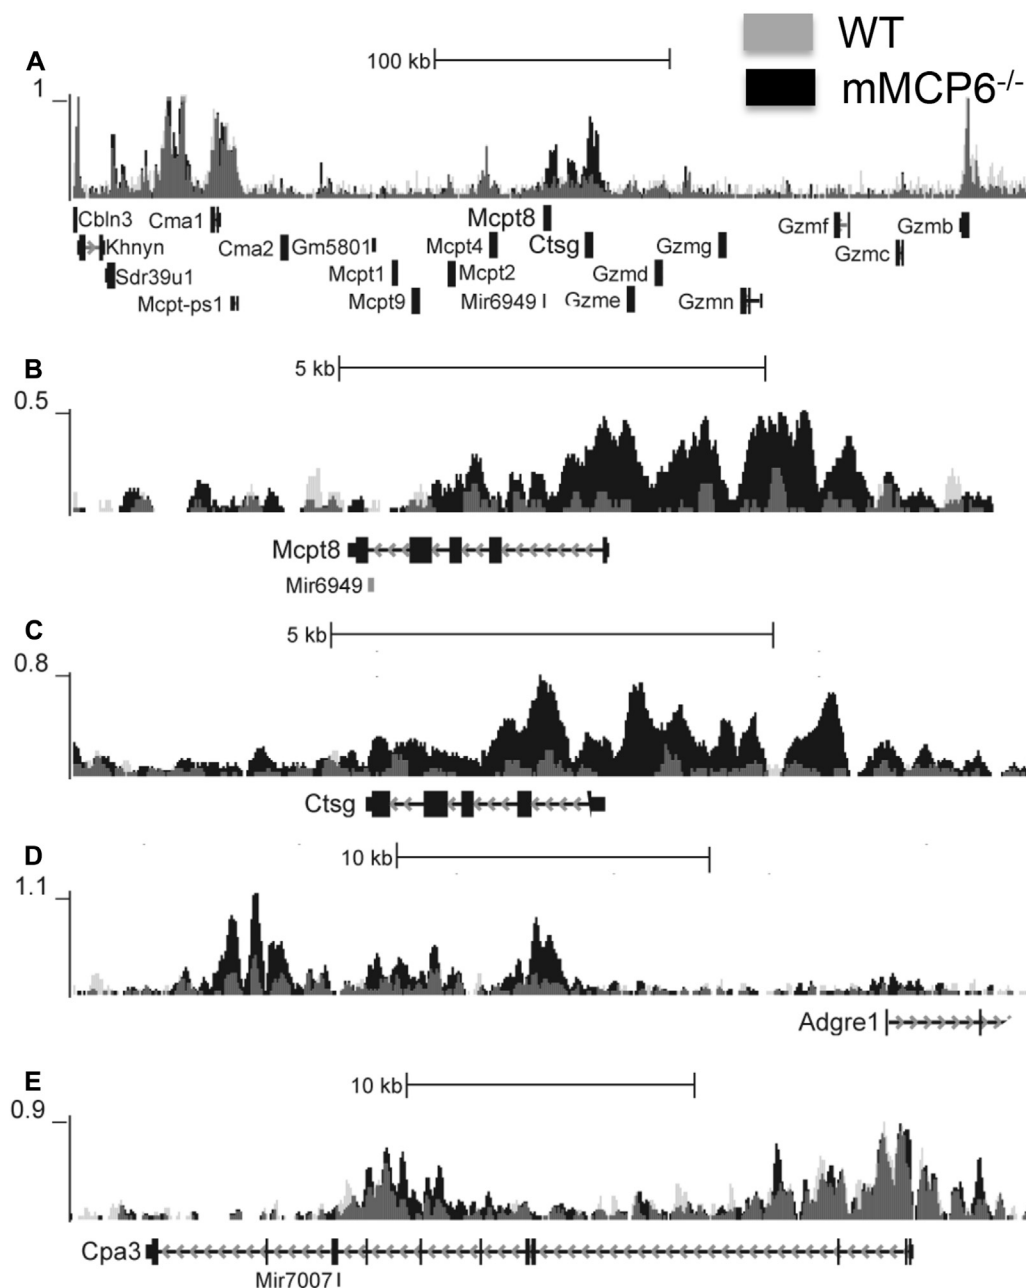 WT
mMCP6-/-
A
100 kb
1
Cbln3
Cma1
Mcpt8
Gzmf
Gzmb
Khnyn
Cma2
Gm5801
Mcpt4
Ctsg
Gzmg
Gzmc
Sdr39u1
Mcpt1
Mcpt2
Gzmd
Mcpt-ps1
Mcpt9
Mir6949
Gzme
Gzmn
B
5 kb
0.5
Mcpt8
Mir6949
C
5 kb
0.8
Ctsg
D
10 kb
1.1
Adgre1
E
10 kb
0.9
Cpa3
Mir7007